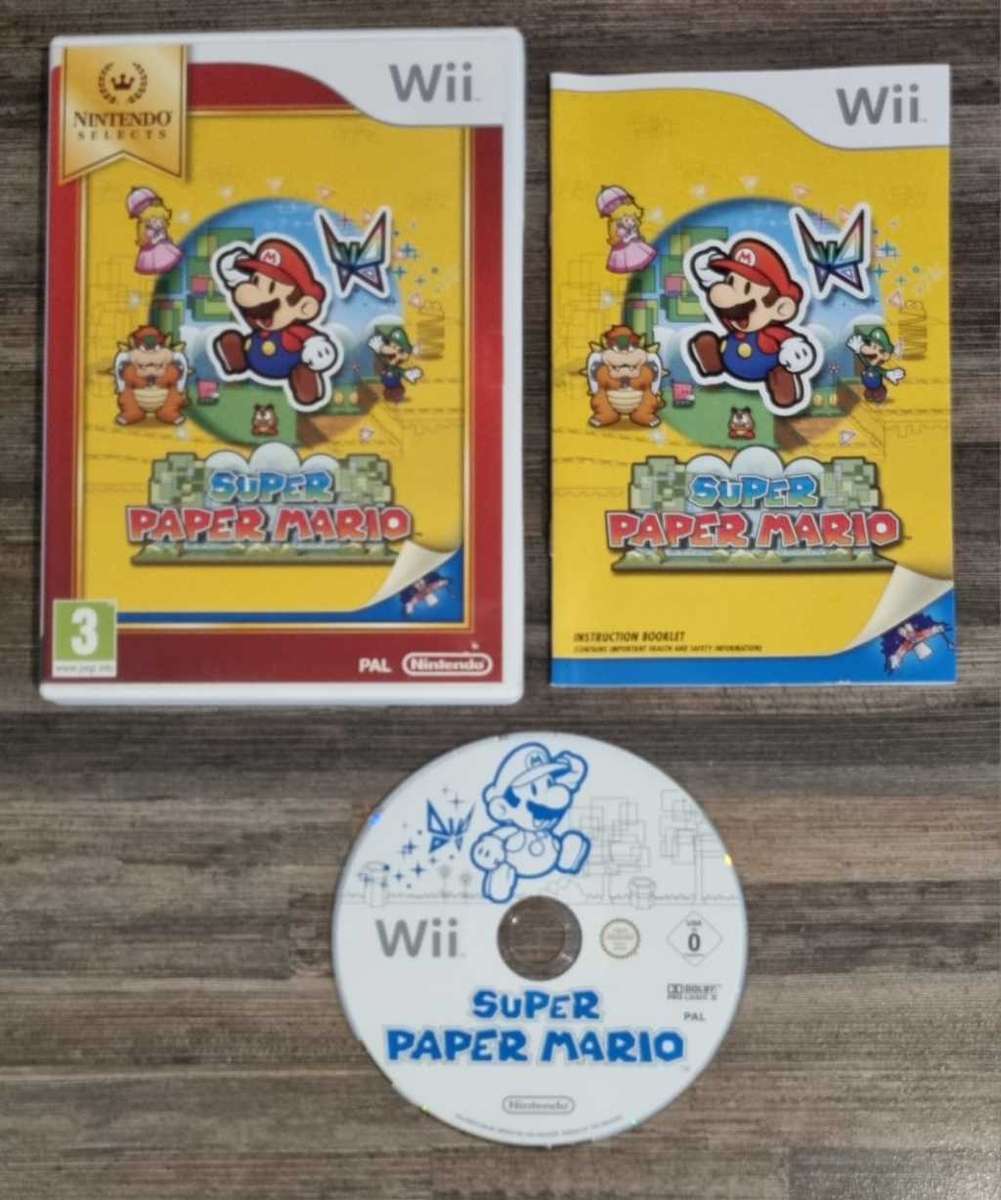 NINTENDO
SELECTS
Wii
SUPER
PAPER MARIO
3
www.pegi.info
PAL
Nintendo
Wii
SUPER
PAPER MARIO
INSTRUCTION BOOKLET
(CONTAINS IMPORTANT HEALTH AND SAFETY INFORMATION)
M
Wii
USK
0
DOLBY
PRO LOGIC II
PAL
SUPER
PAPER MARIO
Nintendo